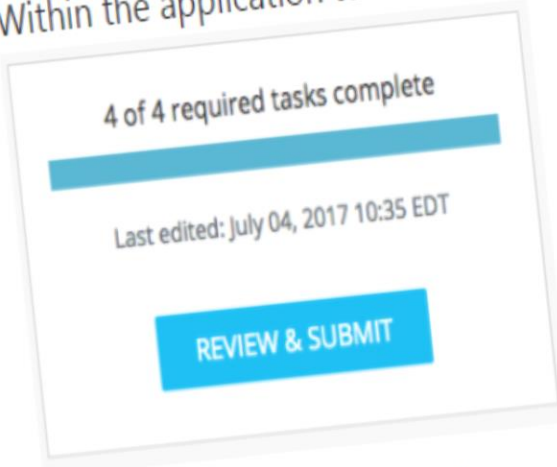 Within the application
4 of 4 required tasks complete
Last edited: July 04, 2017 10:35 EDT
REVIEW & SUBMIT